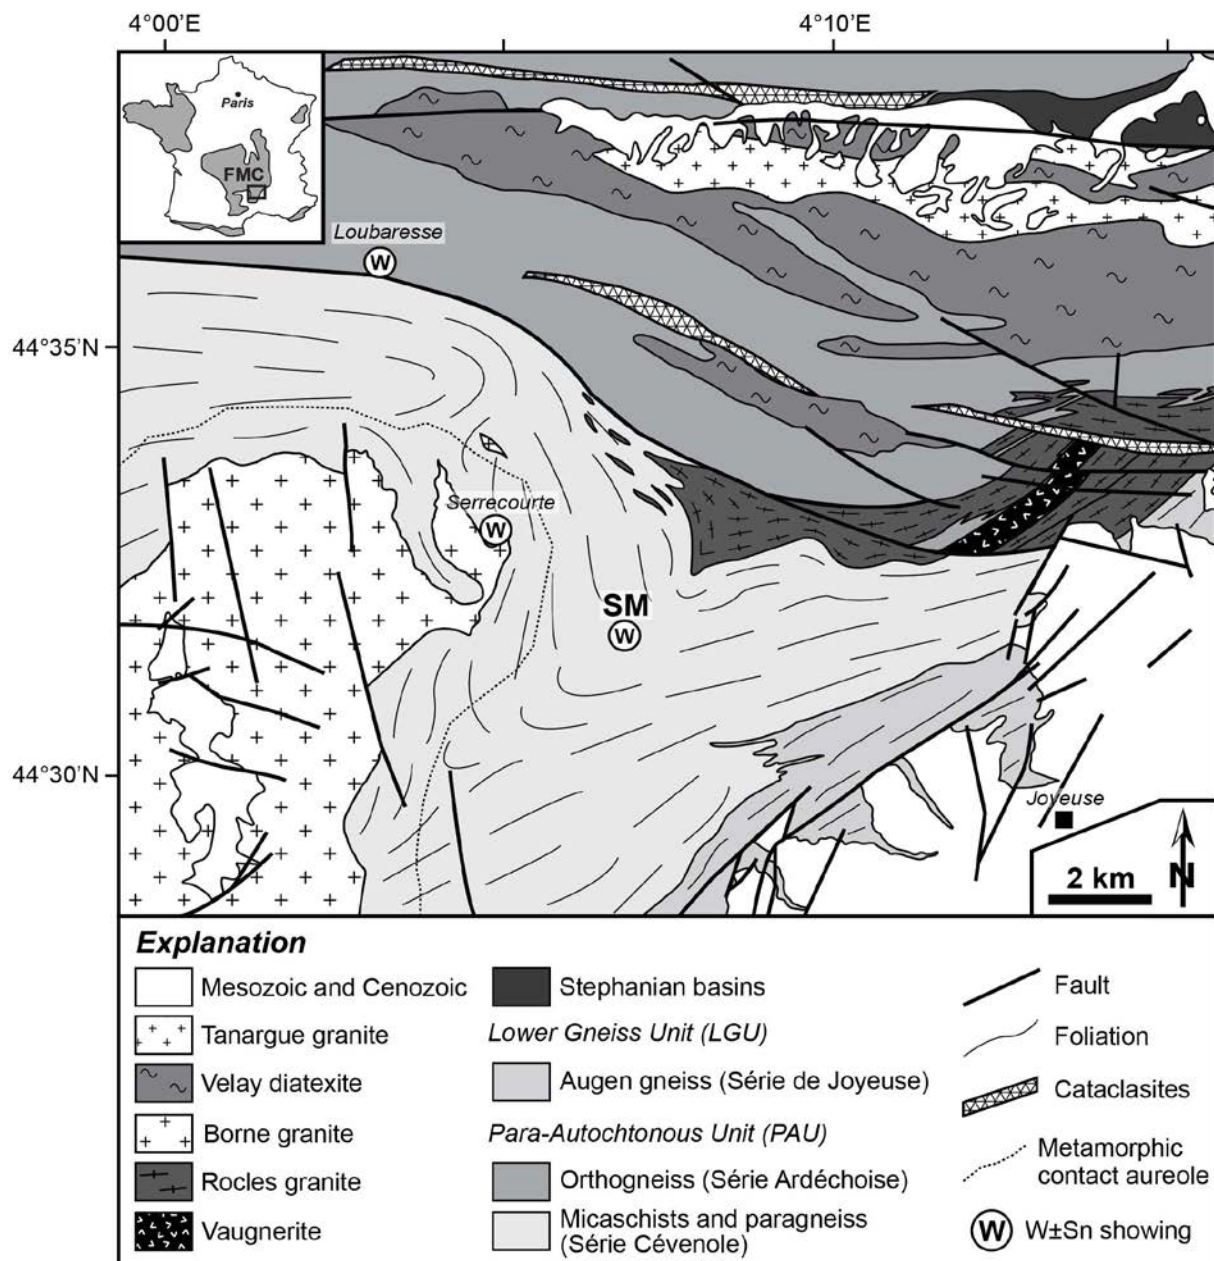 4°00’E
4°10’E
Paris
FMC
Loubaresse
W
44°35’N
Serrecourte
W
SM
W
44°30’N
Joyeuse
2 km
N
Explanation
Mesozoic and Cenozoic
Tanargue granite
Velay diatexite
Borne granite
Rocles granite
Vaugnerite
Stephanian basins
Lower Gneiss Unit (LGU)
Augen gneiss (Série de Joyeuse)
Para-Autochtonous Unit (PAU)
Orthogneiss (Série Ardéchoise)
Micaschists and paragneiss
(Série Cévenole)
Fault
Foliation
Cataclasites
Metamorphic
contact aureole
W W±Sn showing